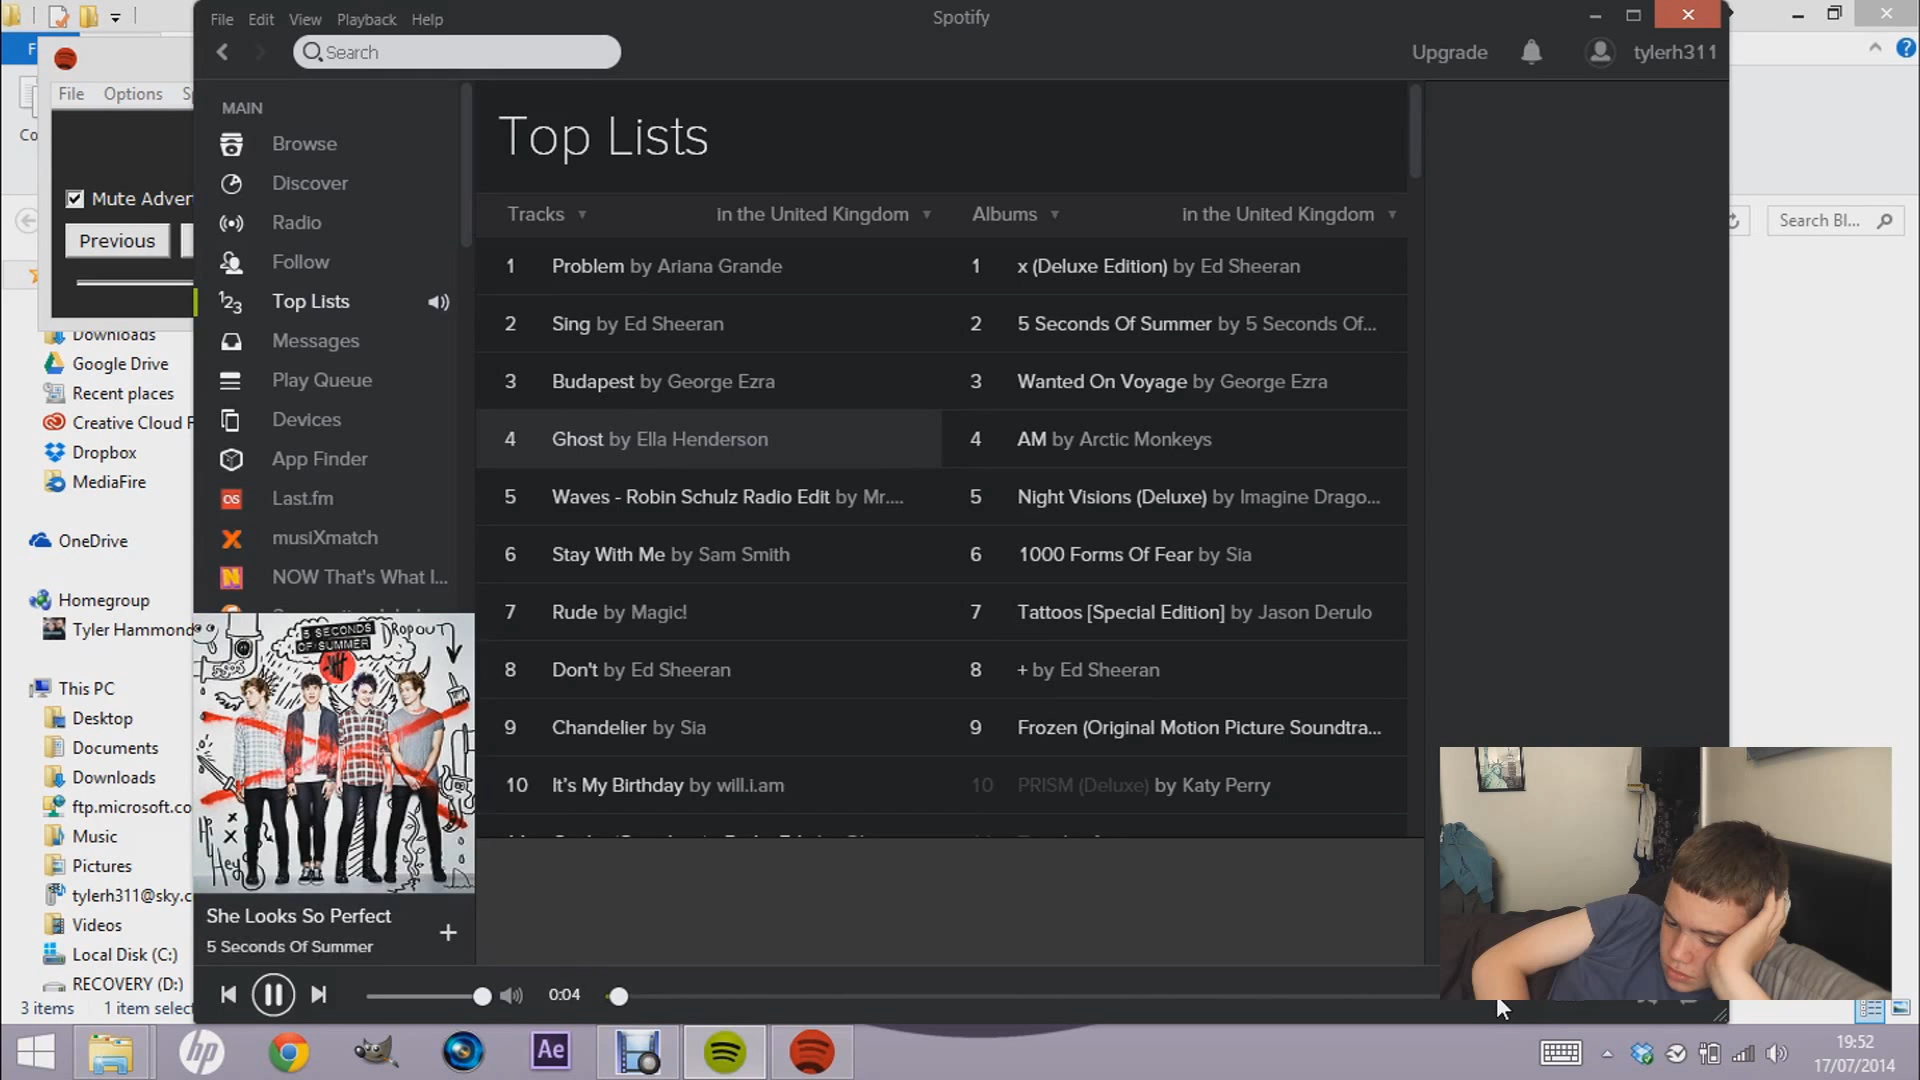 File Edit View Playback Help
Spotify
Search
Upgrade
tylerh311
File Options
Mute Adver
Previous
Search Bl...
Downloads
Google Drive
Recent places
Creative Cloud F
Dropbox
MediaFire
OneDrive
Homegroup
Tyler Hammond
This PC
Desktop
Documents
Downloads
ftp.microsoft.co
Music
Pictures
tylerh311@sky.c
Videos
Local Disk (C:)
RECOVERY (D:)
3 items 1 item select
MAIN
Browse
Discover
Radio
Follow
Top Lists
Messages
Play Queue
Devices
App Finder
Last.fm
musiXmatch
NOW That's What I...
Top Lists
Tracks in the United Kingdom
1 Problem by Ariana Grande
2 Sing by Ed Sheeran
3 Budapest by George Ezra
4 Ghost by Ella Henderson
5 Waves - Robin Schulz Radio Edit by Mr....
6 Stay With Me by Sam Smith
7 Rude by Magic!
8 Don't by Ed Sheeran
9 Chandelier by Sia
10 It's My Birthday by will.i.am
Albums in the United Kingdom
1 x (Deluxe Edition) by Ed Sheeran
2 5 Seconds Of Summer by 5 Seconds Of...
3 Wanted On Voyage by George Ezra
4 AM by Arctic Monkeys
5 Night Visions (Deluxe) by Imagine Drago...
6 1000 Forms Of Fear by Sia
7 Tattoos [Special Edition] by Jason Derulo
8 + by Ed Sheeran
9 Frozen (Original Motion Picture Soundtra...
10 PRISM (Deluxe) by Katy Perry
5 SECONDS
OF SUMMER
DROPOUT
Hey
She Looks So Perfect
5 Seconds Of Summer
0:04
hp
Ae
19:52
17/07/2014